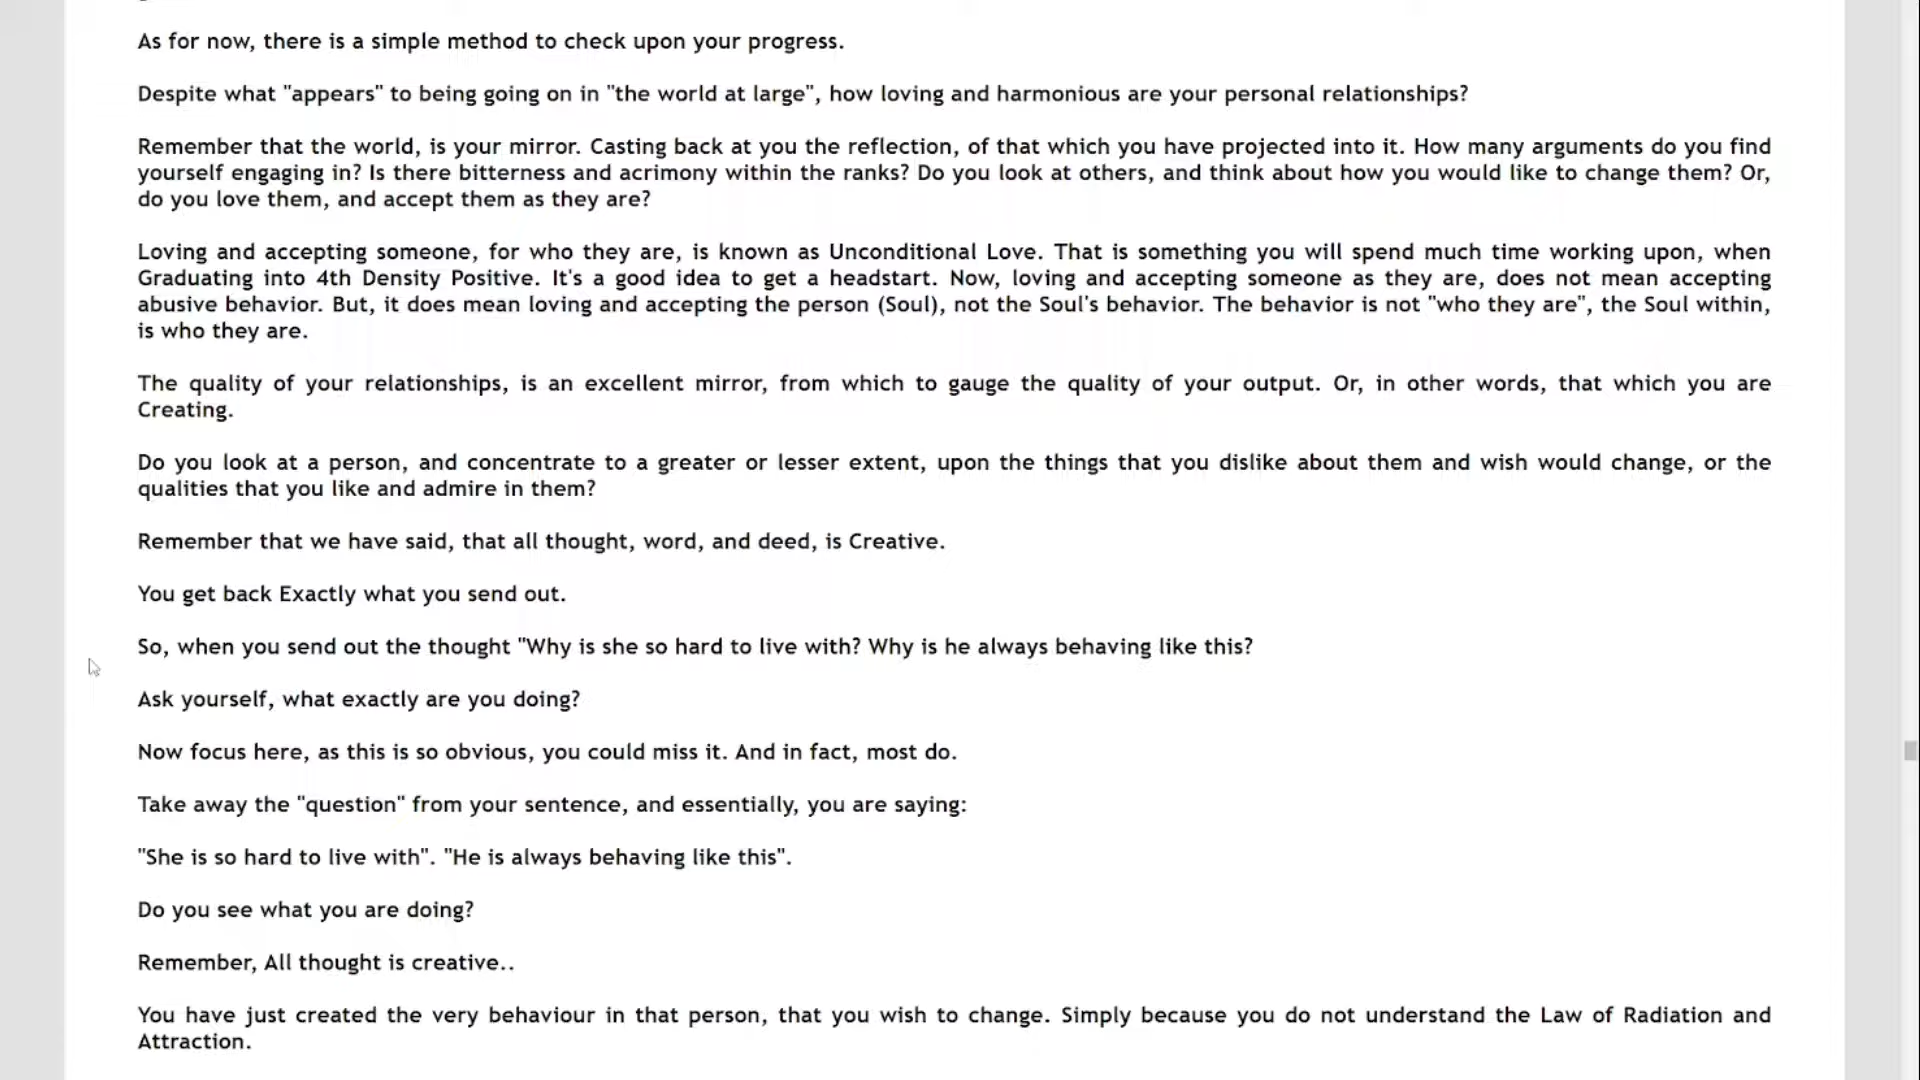 As for now, there is a simple method to check upon your progress.
Despite what "appears" to being going on in "the world at large", how loving and harmonious are your personal relationships?
Remember that the world, is your mirror. Casting back at you the reflection, of that which you have projected into it. How many arguments do you find
yourself engaging in? Is there bitterness and acrimony within the ranks? Do you look at others, and think about how you would like to change them? Or,
do you love them, and accept them as they are?
Loving and accepting someone, for who they are, is known as Unconditional Love. That is something you will spend much time working upon, when
Graduating into 4th Density Positive. It's a good idea to get a headstart. Now, loving and accepting someone as they are, does not mean accepting
abusive behavior. But, it does mean loving and accepting the person (Soul), not the Soul's behavior. The behavior is not "who they are", the Soul within,
is who they are.
The quality of your relationships, is an excellent mirror, from which to gauge the quality of your output. Or, in other words, that which you are
Creating.
Do you look at a person, and concentrate to a greater or lesser extent, upon the things that you dislike about them and wish would change, or the
qualities that you like and admire in them?
Remember that we have said, that all thought, word, and deed, is Creative.
You get back Exactly what you send out.
So, when you send out the thought "Why is she so hard to live with? Why is he always behaving like this?
Ask yourself, what exactly are you doing?
Now focus here, as this is so obvious, you could miss it. And in fact, most do.
Take away the "question" from your sentence, and essentially, you are saying:
"She is so hard to live with". "He is always behaving like this".
Do you see what you are doing?
Remember, All thought is creative..
You have just created the very behaviour in that person, that you wish to change. Simply because you do not understand the Law of Radiation and
Attraction.